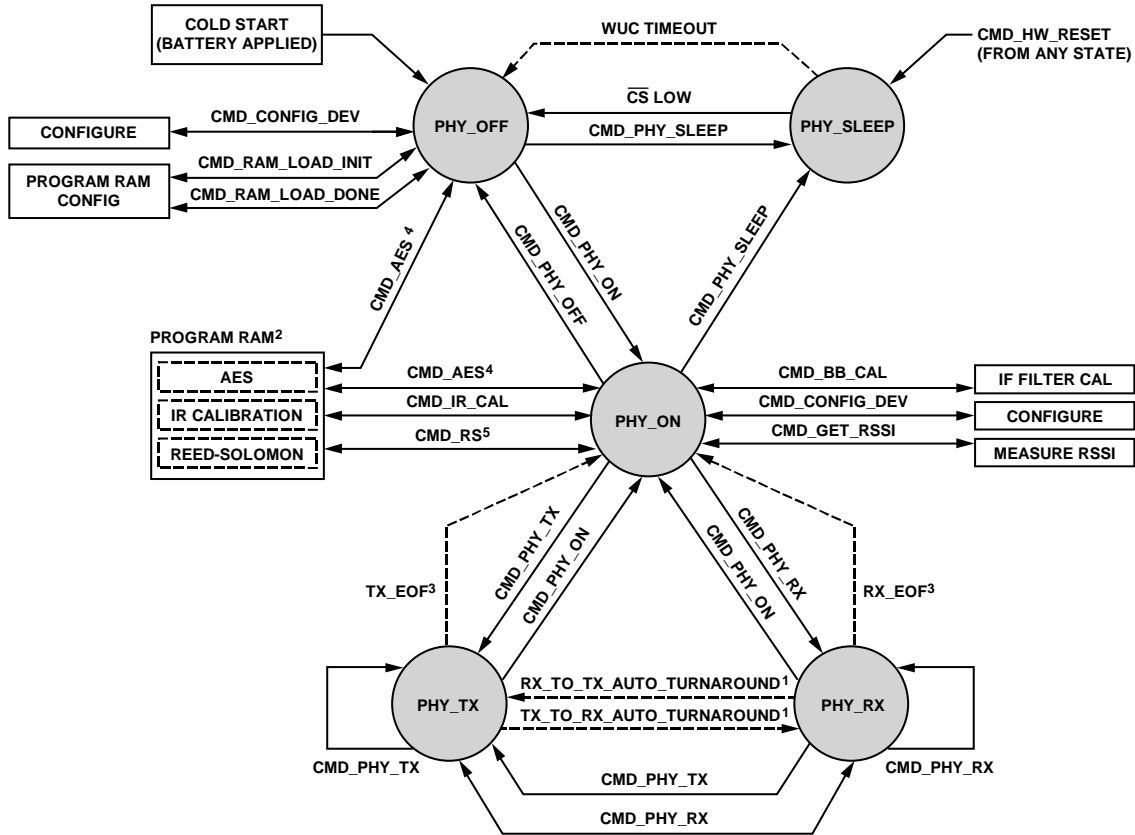 COLD START
(BATTERY APPLIED)
WUC TIMEOUT
CMD_HW_RESET
(FROM ANY STATE)
CONFIGURE
CMD_CONFIG_DEV
PHY_OFF
CS LOW
CMD_PHY_SLEEP
PHY_SLEEP
PROGRAM RAM
CONFIG
CMD_RAM_LOAD_INIT
CMD_RAM_LOAD_DONE
CMD_AES 4
CMD_PHY_OFF
CMD_PHY_ON
CMD_PHY_SLEEP
PROGRAM RAM2
AES
IR CALIBRATION
REED-SOLOMON
CMD_AES4
CMD_IR_CAL
CMD_RS5
PHY_ON
CMD_BB_CAL
CMD_CONFIG_DEV
CMD_GET_RSSI
IF FILTER CAL
CONFIGURE
MEASURE RSSI
TX_EOF3
CMD_PHY_TX
CMD_PHY_ON
CMD_PHY_ON
CMD_PHY_RX
RX_EOF3
PHY_TX
RX_TO_TX_AUTO_TURNAROUND1
TX_TO_RX_AUTO_TURNAROUND1
PHY_RX
CMD_PHY_TX
CMD_PHY_TX
CMD_PHY_RX
CMD_PHY_RX